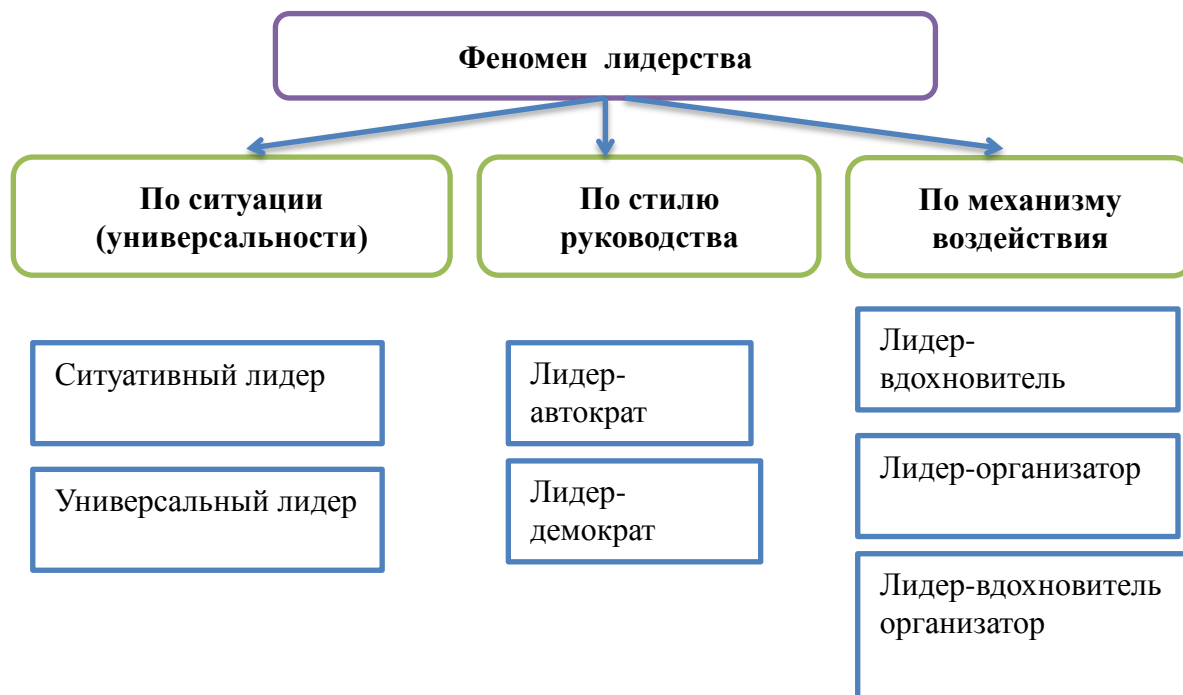 Феномен лидерства
По ситуации
(универсальности)
По стилю
руководства
По механизму
воздействия
Ситуативный лидер
Универсальный лидер
Лидер-
автократ
Лидер-
демократ
Лидер-
вдохновитель
Лидер-организатор
Лидер-вдохновитель
организатор